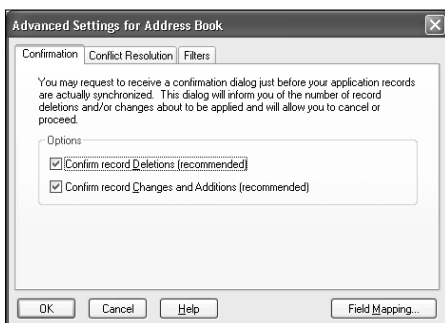 Advanced Settings for Address Book
Confirmation Conflict Resolution Filters
You may request to receive a confirmation dialog just before your application records
are actually synchronized. This dialog will inform you of the number of record
deletions and/or changes about to be applied and will allow you to cancel or
proceed.
Options
Confirm record Deletions (recommended)
Confirm record Changes and Additions (recommended)
OK Cancel Help Field Mapping...